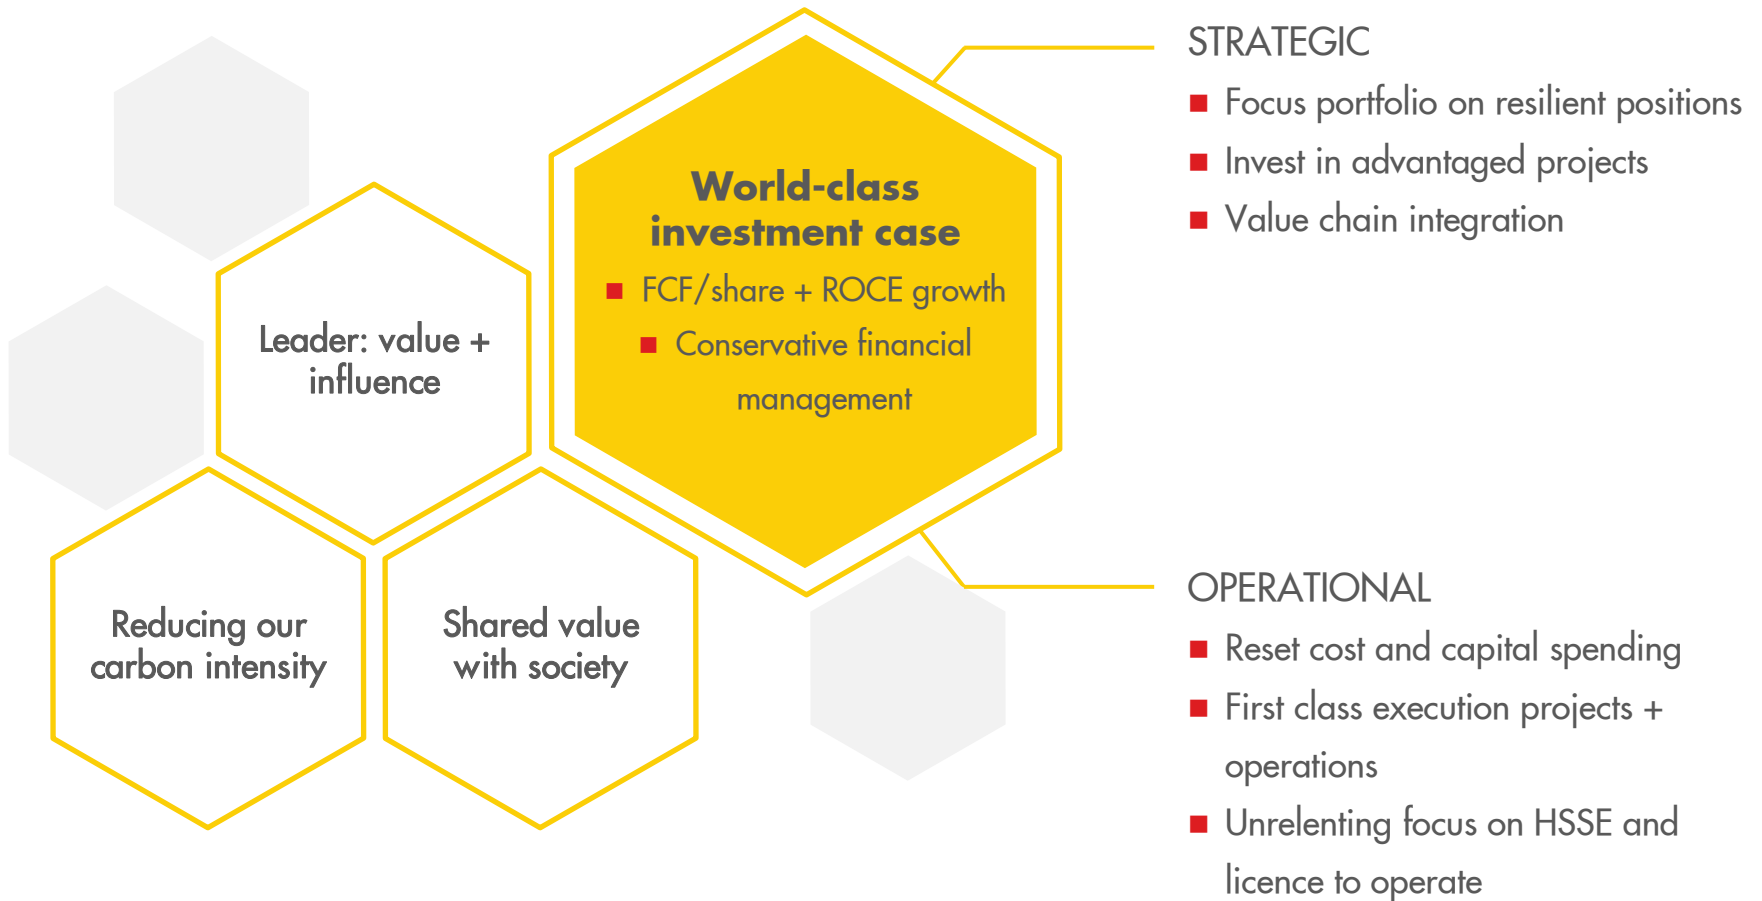 World-class
investment case
FCF/share + ROCE growth
Conservative financial
management
Leader: value +
influence
Reducing our
carbon intensity
Shared value
with society
STRATEGIC
Focus portfolio on resilient positions
Invest in advantaged projects
Value chain integration
OPERATIONAL
Reset cost and capital spending
First class execution projects +
operations
Unrelenting focus on HSSE and
licence to operate